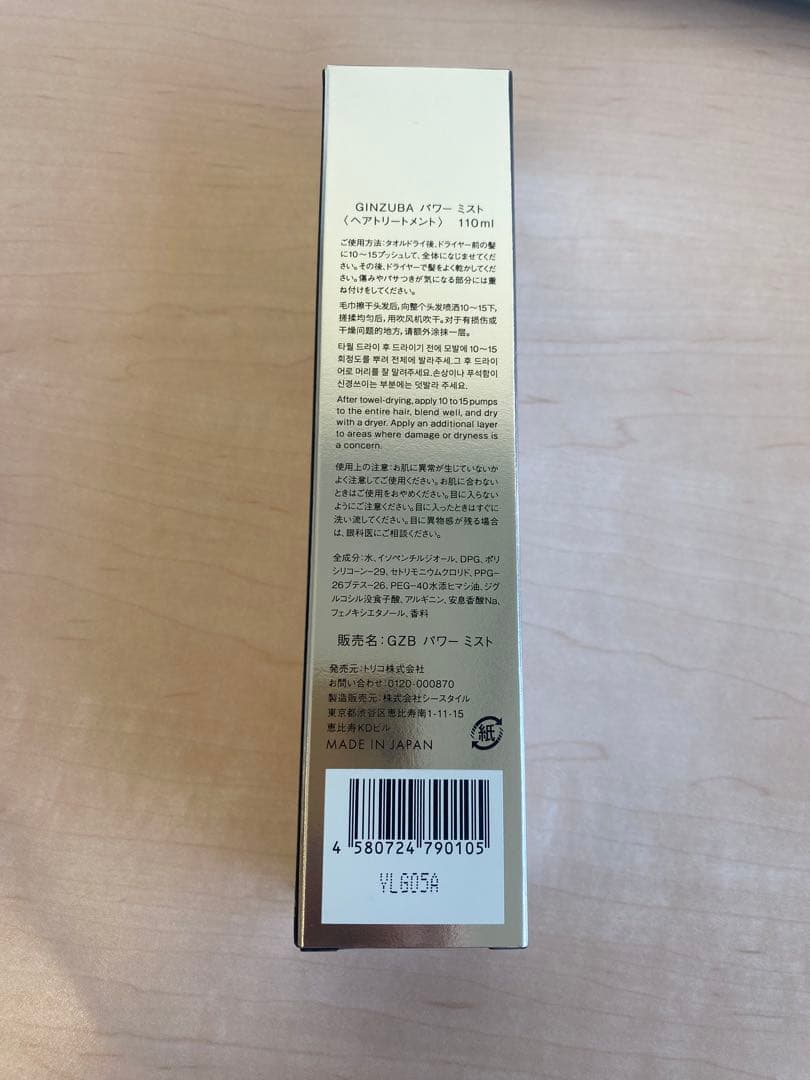 GINZUBA パワー ミスト
〈ヘアトリートメント〉 110ml
ご使用方法：タオルドライ後、ドライヤー前の髪
に10〜15プッシュして、全体になじませてくだ
さい。その後、ドライヤーで髪をよく乾かしてくだ
さい。傷みやパサつきが気になる部分には重
ね付けをしてください。
毛巾擦干头发后，向整个头发喷洒10～15下，
搓揉均匀后，用吹风机吹干。对于有损伤或
干燥问题的地方，请额外涂抹一层。
타월 드라이 후 드라이기 전에 모발에 10～15
회정도를 뿌려 전체에 발라주세.그 후 드라이
어로 머리를 잘 말려주세요.손상이나 푸석함이
신경쓰이는 부분에는 덧발라 주세요.
After towel-drying, apply 10 to 15 pumps
to the entire hair, blend well, and dry
with a dryer. Apply an additional layer
to areas where damage or dryness is
a concern.
使用上の注意：お肌に異常が生じていないか
よく注意してご使用ください。お肌に合わない
ときはご使用をおやめください。目に入らない
ようにご注意ください。目に入ったときはすぐに
洗い流してください。目に異物感が残る場合
は、眼科医にご相談ください。
全成分：水、イソペンチルジオール、DPG、ポリ
シリコーン-29、セトリモニウムクロリド、PPG-
26ブテス-26、PEG-40水添ヒマシ油、ジグ
ルコシル没食子酸、アルギニン、安息香酸Na、
フェノキシエタノール、香料
販売名：GZB パワー ミスト
発売元：トリコ株式会社
お問い合わせ：0120-000870
製造販売元：株式会社シースタイル
東京都渋谷区恵比寿南1-11-15
恵比寿KDビル
MADE IN JAPAN
紙
4 580724 790105
YLG05A